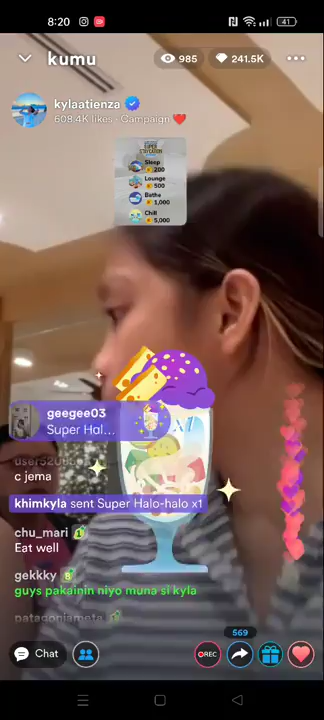 8:20
41
kumu
985
241.5K
kylaatienza
608.4K likes · Campaign
Sleep
200
Lounge
500
Bathe
1,000
Chill
5,000
geegee03
Super Hal...
c jema
khimkyla sent Super Halo-halo x1
chu_mari 1
Eat well
gekkky 8
guys pakainin niyo muna si kyla
569
Chat
REC